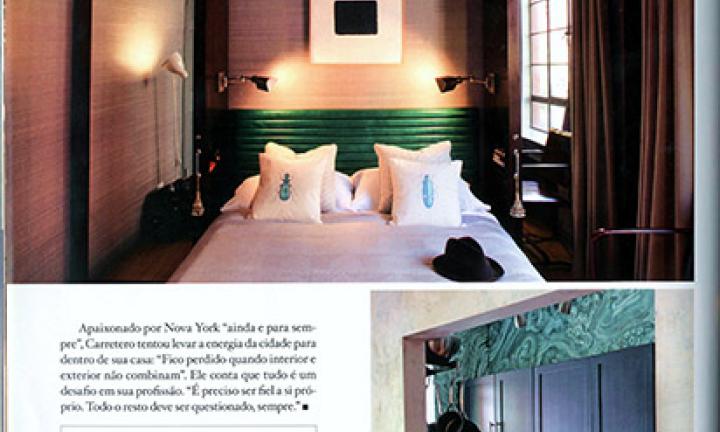 Apaixonado por Nova York “ainda e para sem-
pre”, Carretero tentou levar a energia da cidade para
dentro de sua casa: “Fico perdido quando interior e
exterior não combinam”. Ele conta que tudo é um
desafio em sua profissão. “É preciso ser fiel a si pró-
prio. Todo o resto deve ser questionado, sempre.” ■